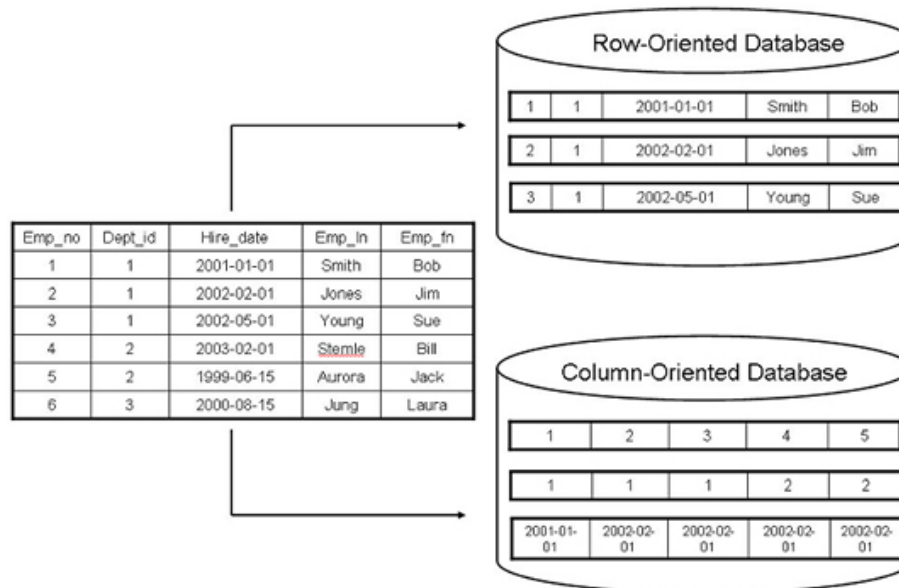 Row-Oriented Database
1 1 2001-01-01 Smith Bob
2 1 2002-02-01 Jones Jim
3 1 2002-05-01 Young Sue
Emp_no Dept_id Hire_date Emp_ln Emp_fn
1 1 2001-01-01 Smith Bob
2 1 2002-02-01 Jones Jim
3 1 2002-05-01 Young Sue
4 2 2003-02-01 Stemle Bill
5 2 1999-06-15 Aurora Jack
6 3 2000-08-15 Jung Laura
Column-Oriented Database
1 2 3 4 5
1 1 1 2 2
2001-01- 2002-02- 2002-02- 2002-02- 2002-02-
01 01 01 01 01